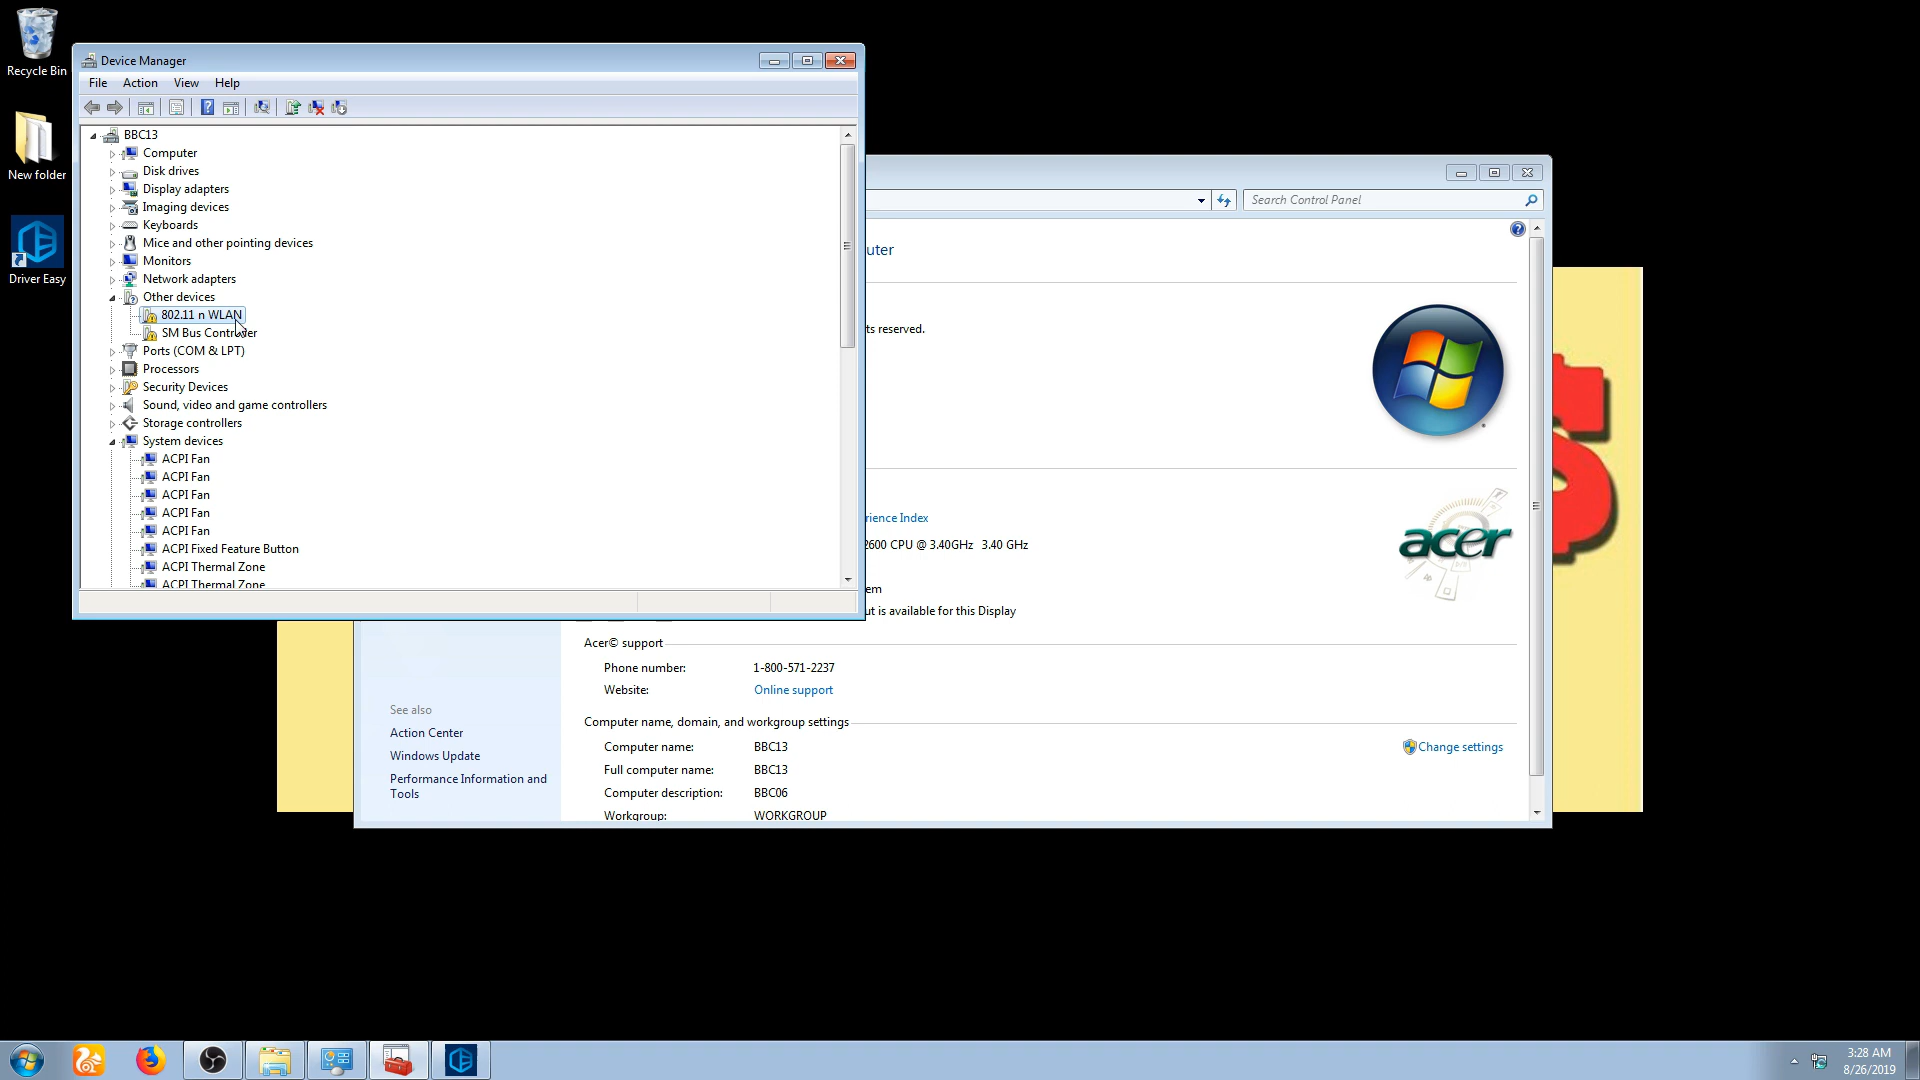 Recycle Bin
New folder
Driver Easy
Device Manager
File Action View Help
BBC13
Computer
Disk drives
Display adapters
Imaging devices
Keyboards
Mice and other pointing devices
Monitors
Network adapters
Other devices
802.11 n WLAN
SM Bus Controller
Ports (COM & LPT)
Processors
Security Devices
Sound, video and game controllers
Storage controllers
System devices
ACPI Fan
ACPI Fan
ACPI Fan
ACPI Fan
ACPI Fan
ACPI Fixed Feature Button
ACPI Thermal Zone
ACPI Thermal Zone
Search Control Panel
uter
ts reserved.
rience Index
2600 CPU @ 3.40GHz 3.40 GHz
em
ut is available for this Display
acer
Acer© support
Phone number: 1-800-571-2237
Website: Online support
Computer name, domain, and workgroup settings
Computer name: BBC13
Change settings
Full computer name: BBC13
Computer description: BBC06
Workgroup: WORKGROUP
See also
Action Center
Windows Update
Performance Information and
Tools
3:28 AM
8/26/2019